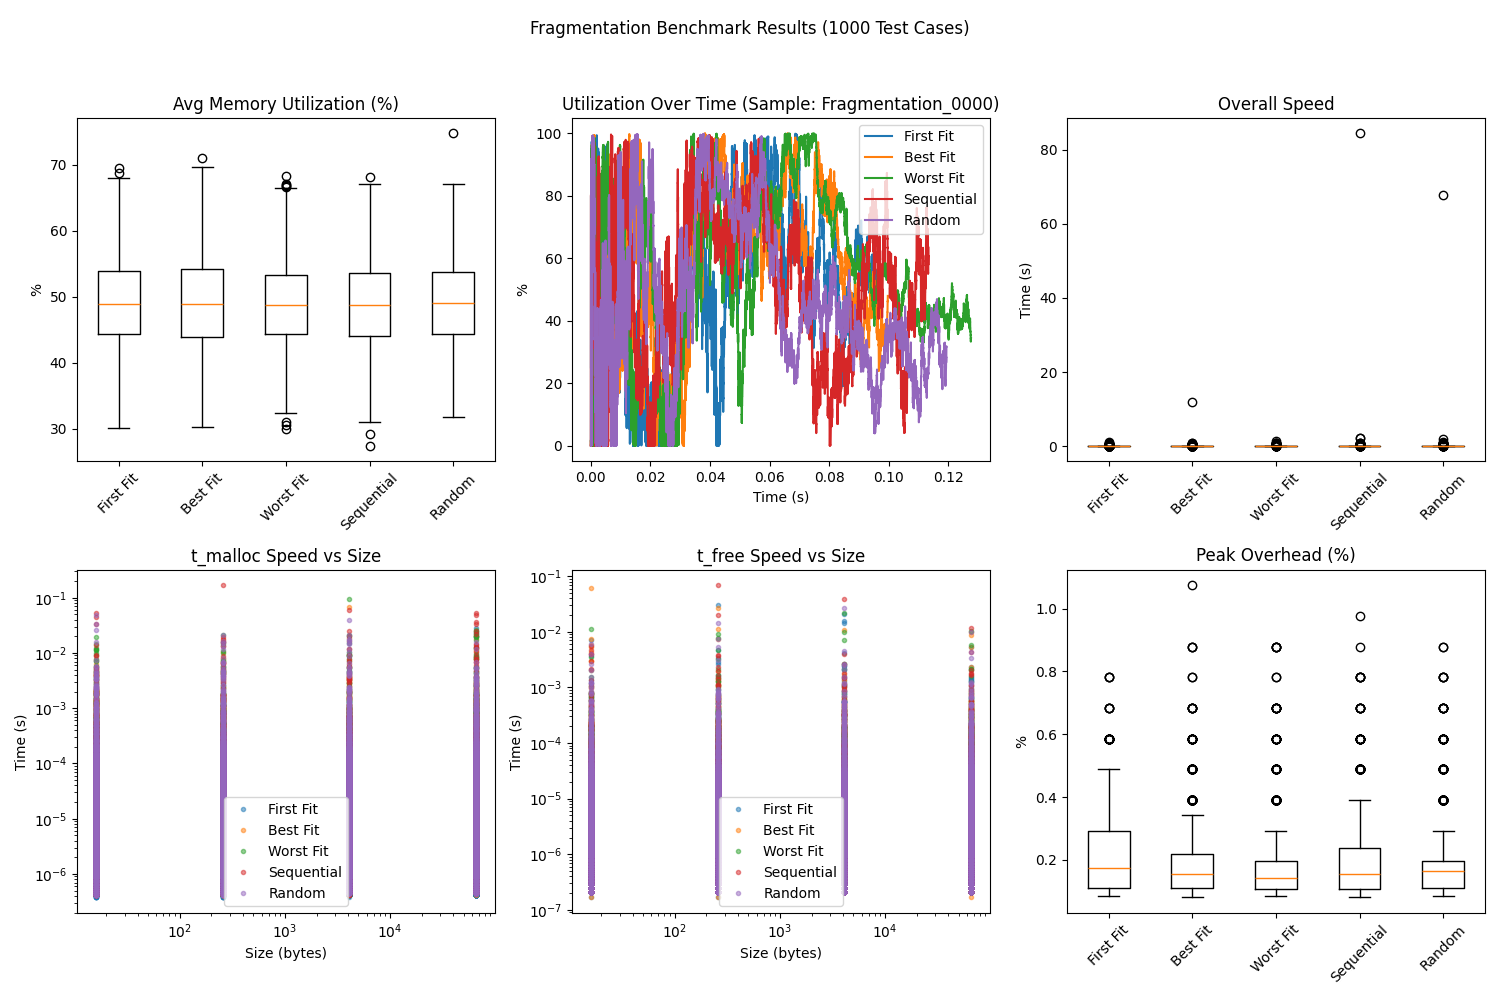 Fragmentation Benchmark Results (1000 Test Cases)
Avg Memory Utilization (%)
%
70
60
50
40
30
First Fit
Best Fit
Worst Fit
Sequential
Random
Utilization Over Time (Sample: Fragmentation_0000)
%
100
80
60
40
20
0
0.00
0.02
0.04
0.06
0.08
0.10
0.12
Time (s)
First Fit
Best Fit
Worst Fit
Sequential
Random
Overall Speed
Time (s)
80
60
40
20
0
First Fit
Best Fit
Worst Fit
Sequential
Random
t_malloc Speed vs Size
Time (s)
10⁻¹
10⁻²
10⁻³
10⁻⁴
10⁻⁵
10⁻⁶
10²
10³
10⁴
Size (bytes)
First Fit
Best Fit
Worst Fit
Sequential
Random
t_free Speed vs Size
Time (s)
10⁻¹
10⁻²
10⁻³
10⁻⁴
10⁻⁵
10⁻⁶
10⁻⁷
10²
10³
10⁴
Size (bytes)
First Fit
Best Fit
Worst Fit
Sequential
Random
Peak Overhead (%)
%
1.0
0.8
0.6
0.4
0.2
First Fit
Best Fit
Worst Fit
Sequential
Random